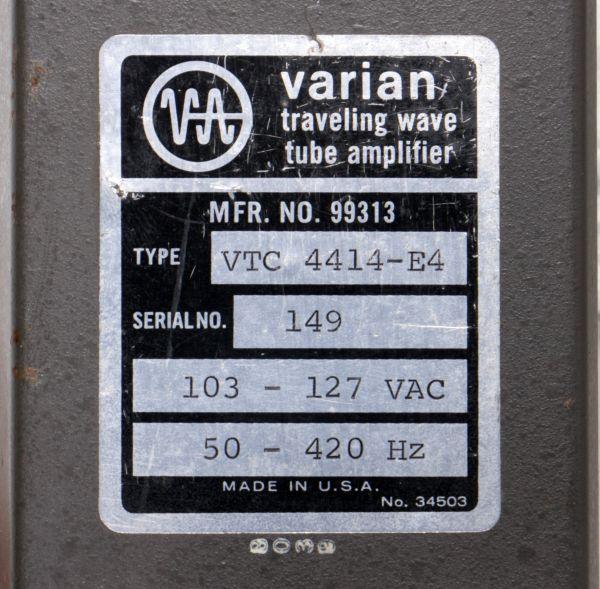 VA
varian
traveling wave
tube amplifier
MFR. NO. 99313
TYPE VTC 4414-E4
SERIAL NO. 149
103 - 127 VAC
50 - 420 Hz
MADE IN U.S.A.
No. 34503